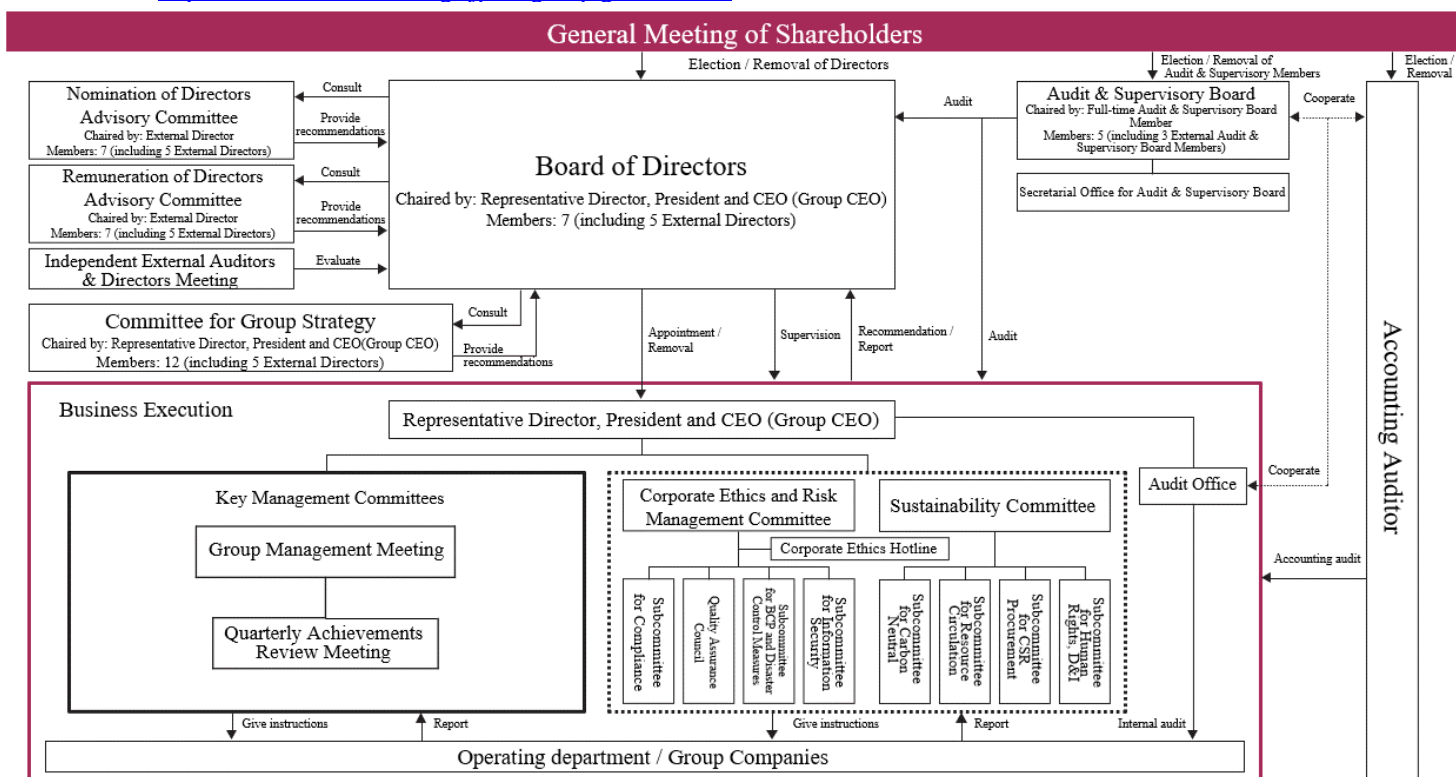 General Meeting of Shareholders
Election / Removal of Directors
Election / Removal of
Audit & Supervisory Members
Election /
Removal
Nomination of Directors
Advisory Committee
Chaired by: External Director
Members: 7 (including 5 External Directors)
Consult
Provide
recommendations
Remuneration of Directors
Advisory Committee
Chaired by: External Director
Members: 7 (including 5 External Directors)
Consult
Provide
recommendations
Independent External Auditors
& Directors Meeting
Evaluate
Board of Directors
Chaired by: Representative Director, President and CEO (Group CEO)
Members: 7 (including 5 External Directors)
Audit
Audit & Supervisory Board
Chaired by: Full-time Audit & Supervisory Board
Member
Members: 5 (including 3 External Audit &
Supervisory Board Members)
Secretarial Office for Audit & Supervisory Board
Cooperate
Committee for Group Strategy
Chaired by: Representative Director, President and CEO(Group CEO)
Members: 12 (including 5 External Directors)
Consult
Provide
recommendations
Appointment /
Removal
Supervision
Recommendation /
Report
Audit
Accounting Auditor
Business Execution
Representative Director, President and CEO (Group CEO)
Key Management Committees
Group Management Meeting
Quarterly Achievements
Review Meeting
Corporate Ethics and Risk
Management Committee
Sustainability Committee
Corporate Ethics Hotline
Subcommittee
for Compliance
Quality Assurance
Council
Subcommittee
for BCP and Disaster
Control Measures
Subcommittee
for Information
Security
Subcommittee
for Carbon
Neutral
Subcommittee
for Resource
Circulation
Subcommittee
for CSR
Procurement
Subcommittee
for Human
Rights, D&I
Audit Office
Cooperate
Accounting audit
Give instructions
Report
Give instructions
Report
Internal audit
Operating department / Group Companies